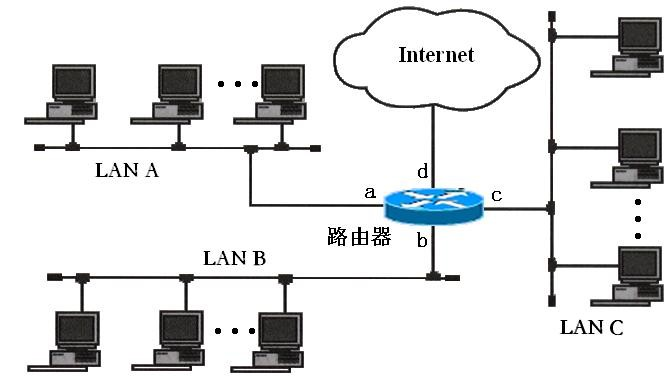 Internet
LAN A
d
a
c
路由器
b
LAN B
LAN C